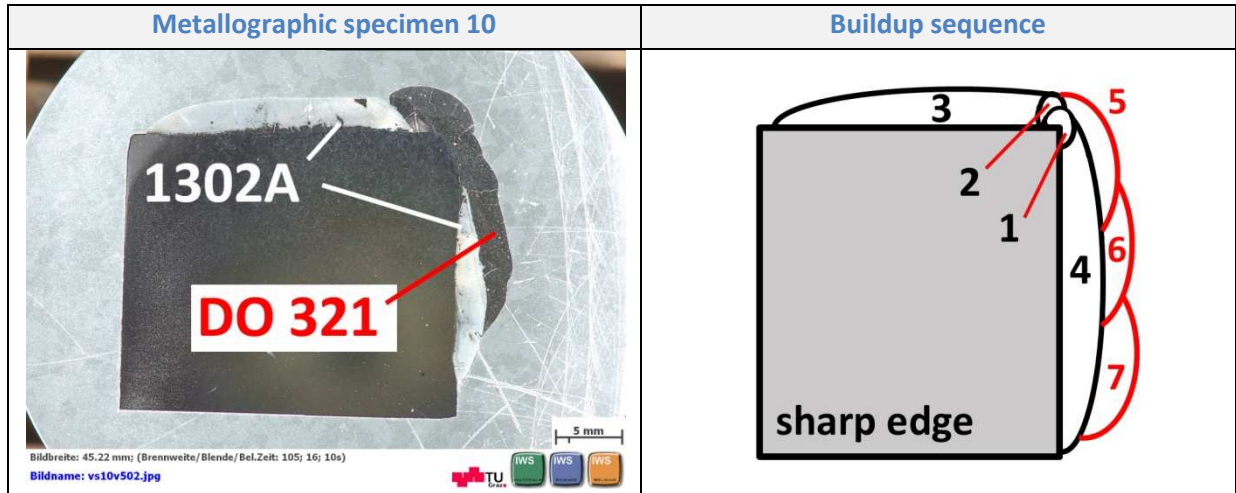 Metallographic specimen 10
Buildup sequence
1302A
DO 321
5 mm
Bildbreite: 45.22 mm; (Brennweite/Blende/Bel.Zeit: 105; 16; 10s)
Bildname: vs10v502.jpg
TU
Graz
IWS
IWS
IWS
5
3
2
1
4
6
7
sharp edge